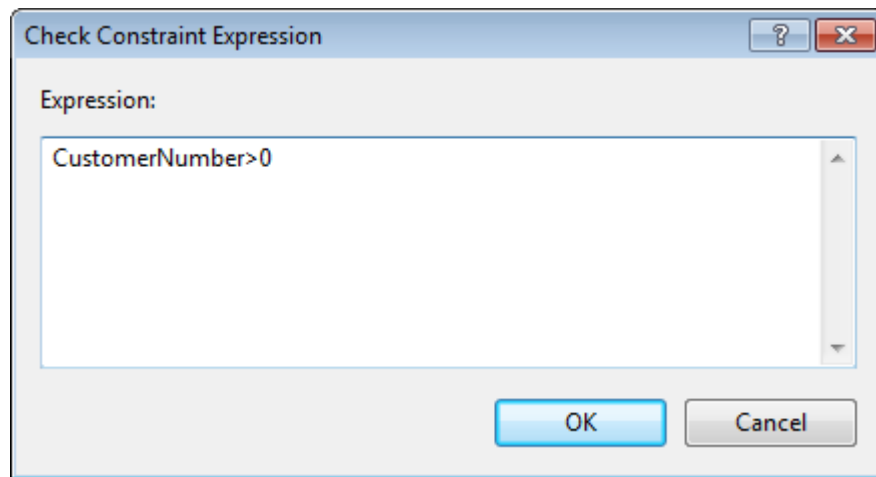 Check Constraint Expression
?
Expression:
CustomerNumber>0
OK
Cancel